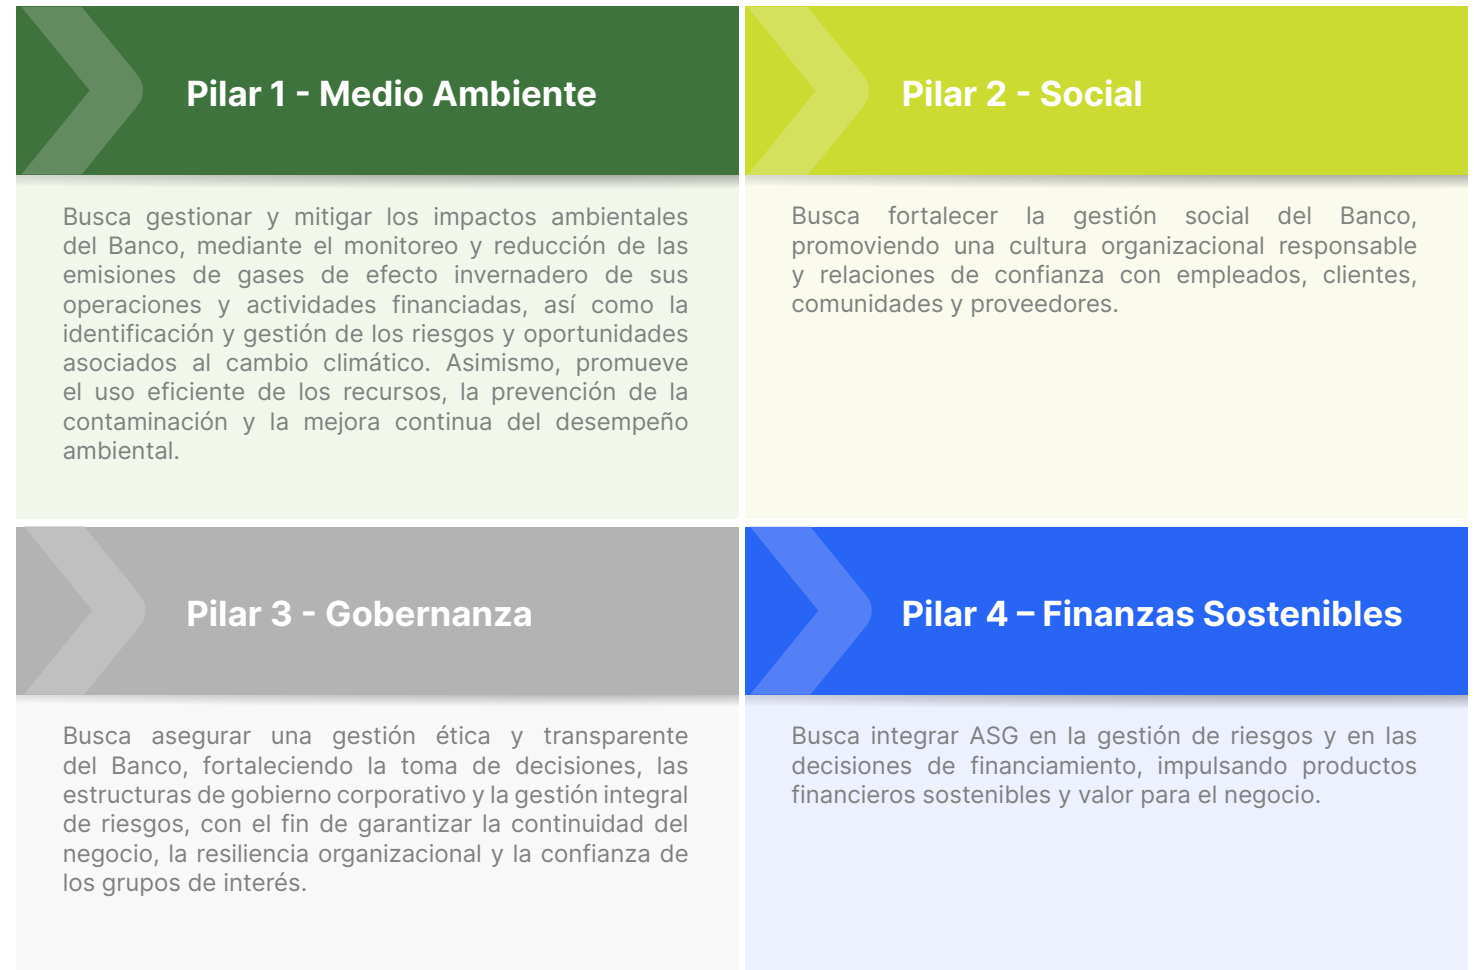 Pilar 1 - Medio Ambiente
Busca gestionar y mitigar los impactos ambientales
del Banco, mediante el monitoreo y reducción de las
emisiones de gases de efecto invernadero de sus
operaciones y actividades financiadas, así como la
identificación y gestión de los riesgos y oportunidades
asociados al cambio climático. Asimismo, promueve
el uso eficiente de los recursos, la prevención de la
contaminación y la mejora continua del desempeño
ambiental.
Pilar 2 - Social
Busca fortalecer la gestión social del Banco,
promoviendo una cultura organizacional responsable
y relaciones de confianza con empleados, clientes,
comunidades y proveedores.
Pilar 3 - Gobernanza
Busca asegurar una gestión ética y transparente
del Banco, fortaleciendo la toma de decisiones, las
estructuras de gobierno corporativo y la gestión integral
de riesgos, con el fin de garantizar la continuidad del
negocio, la resiliencia organizacional y la confianza de
los grupos de interés.
Pilar 4 – Finanzas Sostenibles
Busca integrar ASG en la gestión de riesgos y en las
decisiones de financiamiento, impulsando productos
financieros sostenibles y valor para el negocio.